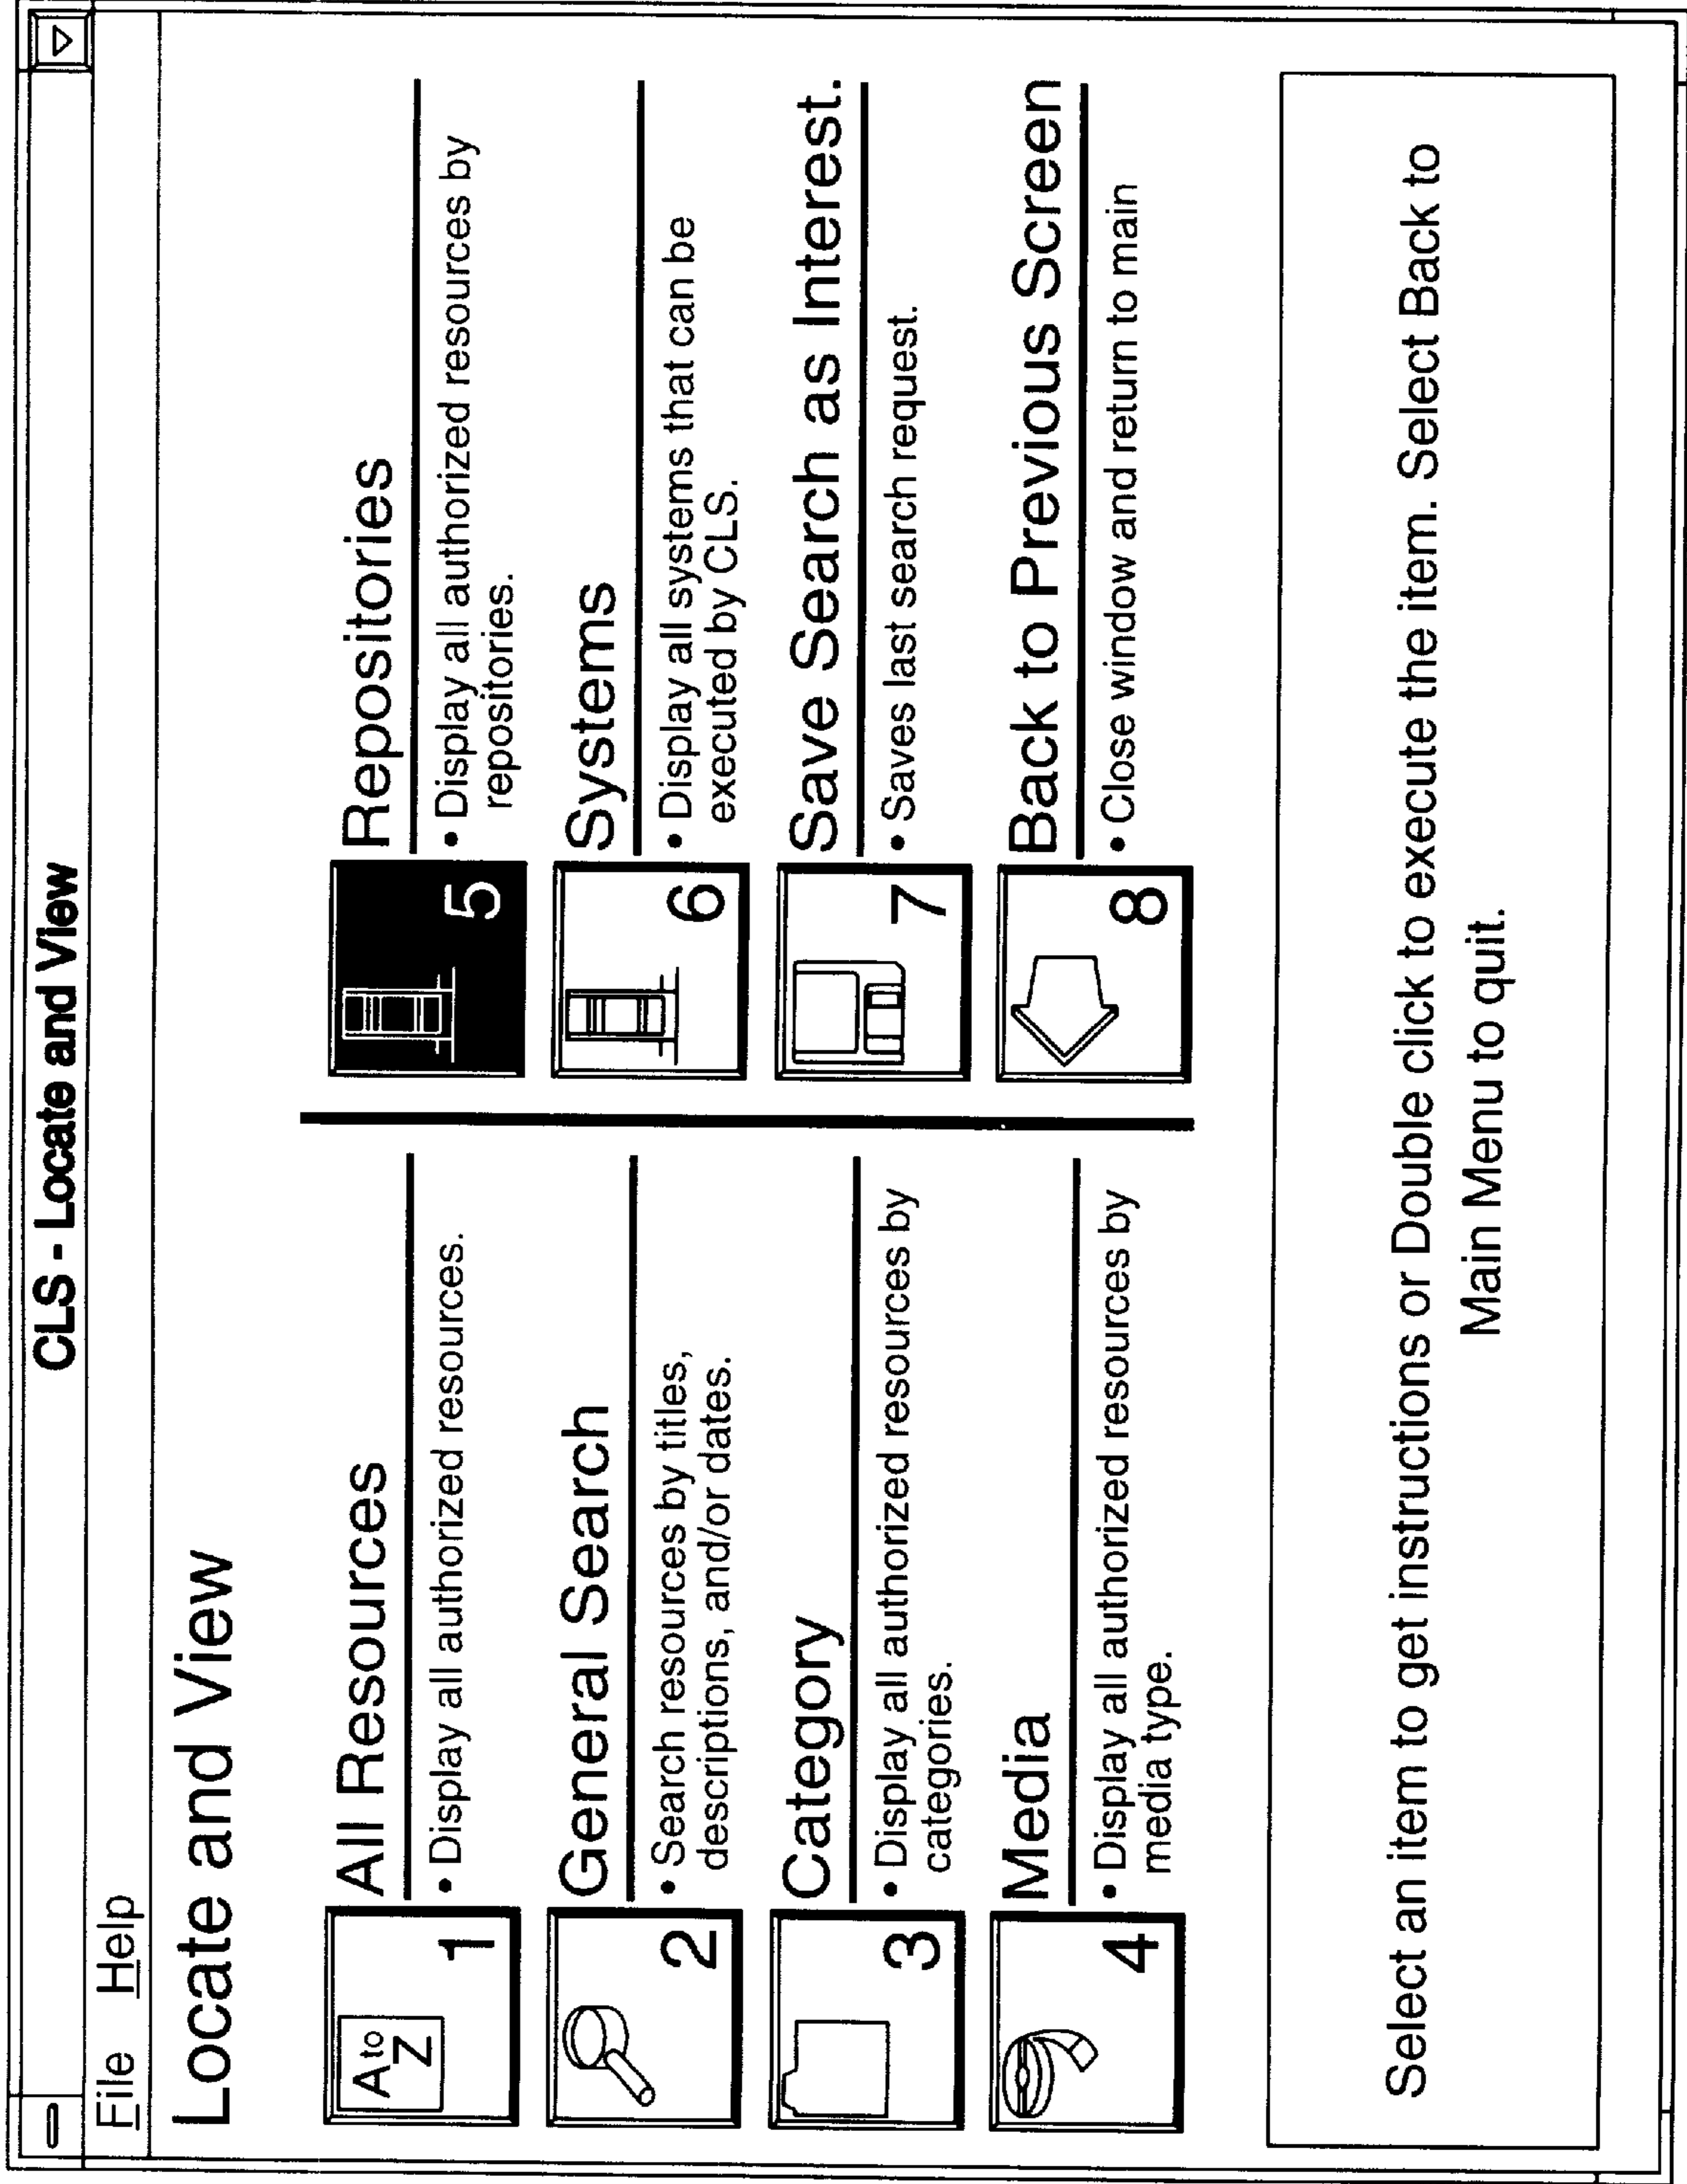 CLS - Locate and View
File Help
Locate and View
A to
Z
1
All Resources
• Display all authorized resources.
2
General Search
• Search resources by titles,
descriptions, and/or dates.
3
Category
• Display all authorized resources by
categories.
4
Media
• Display all authorized resources by
media type.
5
Repositories
• Display all authorized resources by
repositories.
6
Systems
• Display all systems that can be
executed by CLS.
7
Save Search as Interest.
• Saves last search request.
8
Back to Previous Screen
• Close window and return to main
Select an item to get instructions or Double click to execute the item. Select Back to
Main Menu to quit.